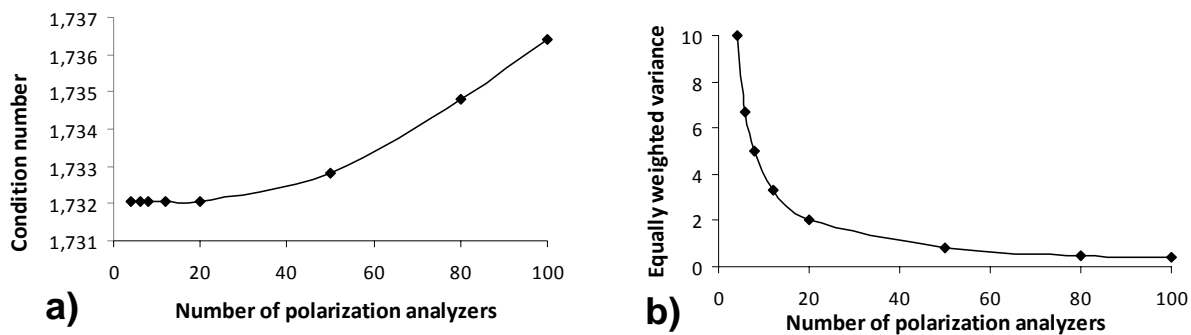 1,737
1,736
1,735
1,734
1,733
1,732
1,731
Condition number
0 20 40 60 80 100
Number of polarization analyzers
a)
10
8
6
4
2
0
Equally weighted variance
0 20 40 60 80 100
Number of polarization analyzers
b)